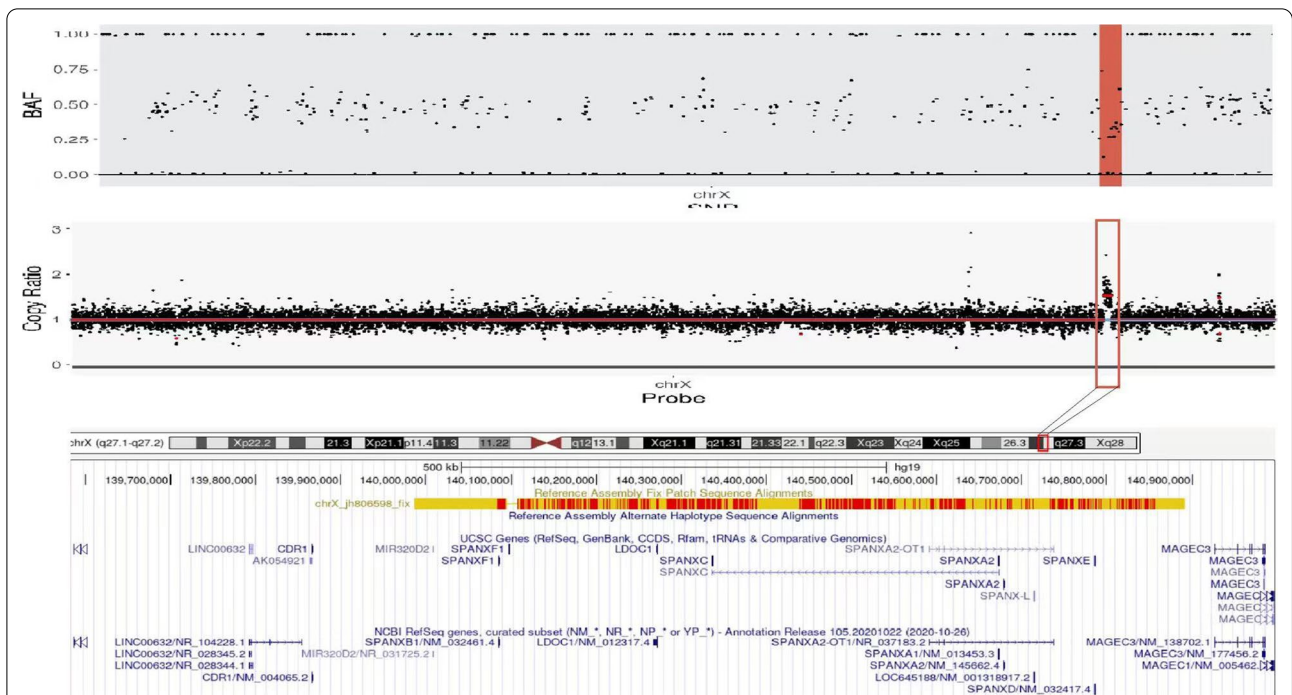 1.00
0.75
0.50
0.25
0.00
BAF
chrX
SNP
3
2
1
0
Copy Ratio
chrX
Probe
chrX (q27.1-q27.2) Xp22.2 21.3 Xp21.1 p11.4 11.3 11.22 q12 13.1 Xq21.1 q21.31 21.33 22.1 q22.3 Xq23 Xq24 Xq25 26.3 q27.3 Xq28
500 kb hg19
139,700,000 139,800,000 139,900,000 140,000,000 140,100,000 140,200,000 140,300,000 140,400,000 140,500,000 140,600,000 140,700,000 140,800,000 140,900,000
Reference Assembly Fix Patch Sequence Alignments
chrX_jh806598_fix
Reference Assembly Alternate Haplotype Sequence Alignments
UCSC Genes (RefSeq, GenBank, CCDS, Rfam, tRNAs & Comparative Genomics)
LINC00632 CDR1 MIR320D2 SPANXF1 LDOC1 SPANXA2-OT1 MAGEC3
AK054921 SPANXF1 SPANXC SPANXA2 SPANXE MAGEC3
SPANXC MAGEC3
SPANXA2 MAGEC3
SPANX-L MAGEC
MAGEC
MAGEC
NCBI RefSeq genes, curated subset (NM_*, NR_*, NP_* or YP_*) - Annotation Release 105.20201022 (2020-10-26)
LINC00632/NR_104228.1 SPANXB1/NM_032461.4 LDOC1/NM_012317.4 SPANXA2-OT1/NR_037183.2 MAGEC3/NM_138702.1
LINC00632/NR_028345.2 MIR320D2/NR_031725.2 SPANXA1/NM_013453.3 MAGEC3/NM_177456.2
LINC00632/NR_028344.1 SPANXA2/NM_145662.4 MAGEC1/NM_005462.
CDR1/NM_004065.2 LOC645188/NM_001318917.2
SPANXD/NM_032417.4